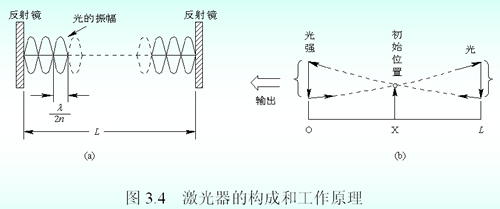 反射镜
光的振幅
反射镜
λ
2n
L
(a)
光强
初始位置
光
输出
O
X
L
(b)
图 3.4 激光器的构成和工作原理